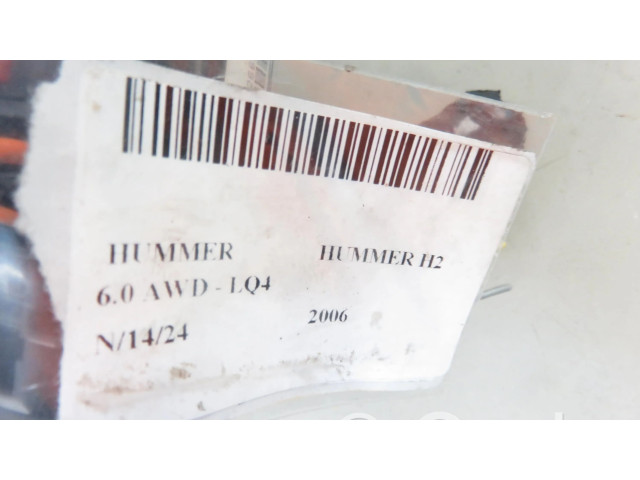 HUMMER HUMMER H2
6.0 AWD - LQ4
2006
N/14/24